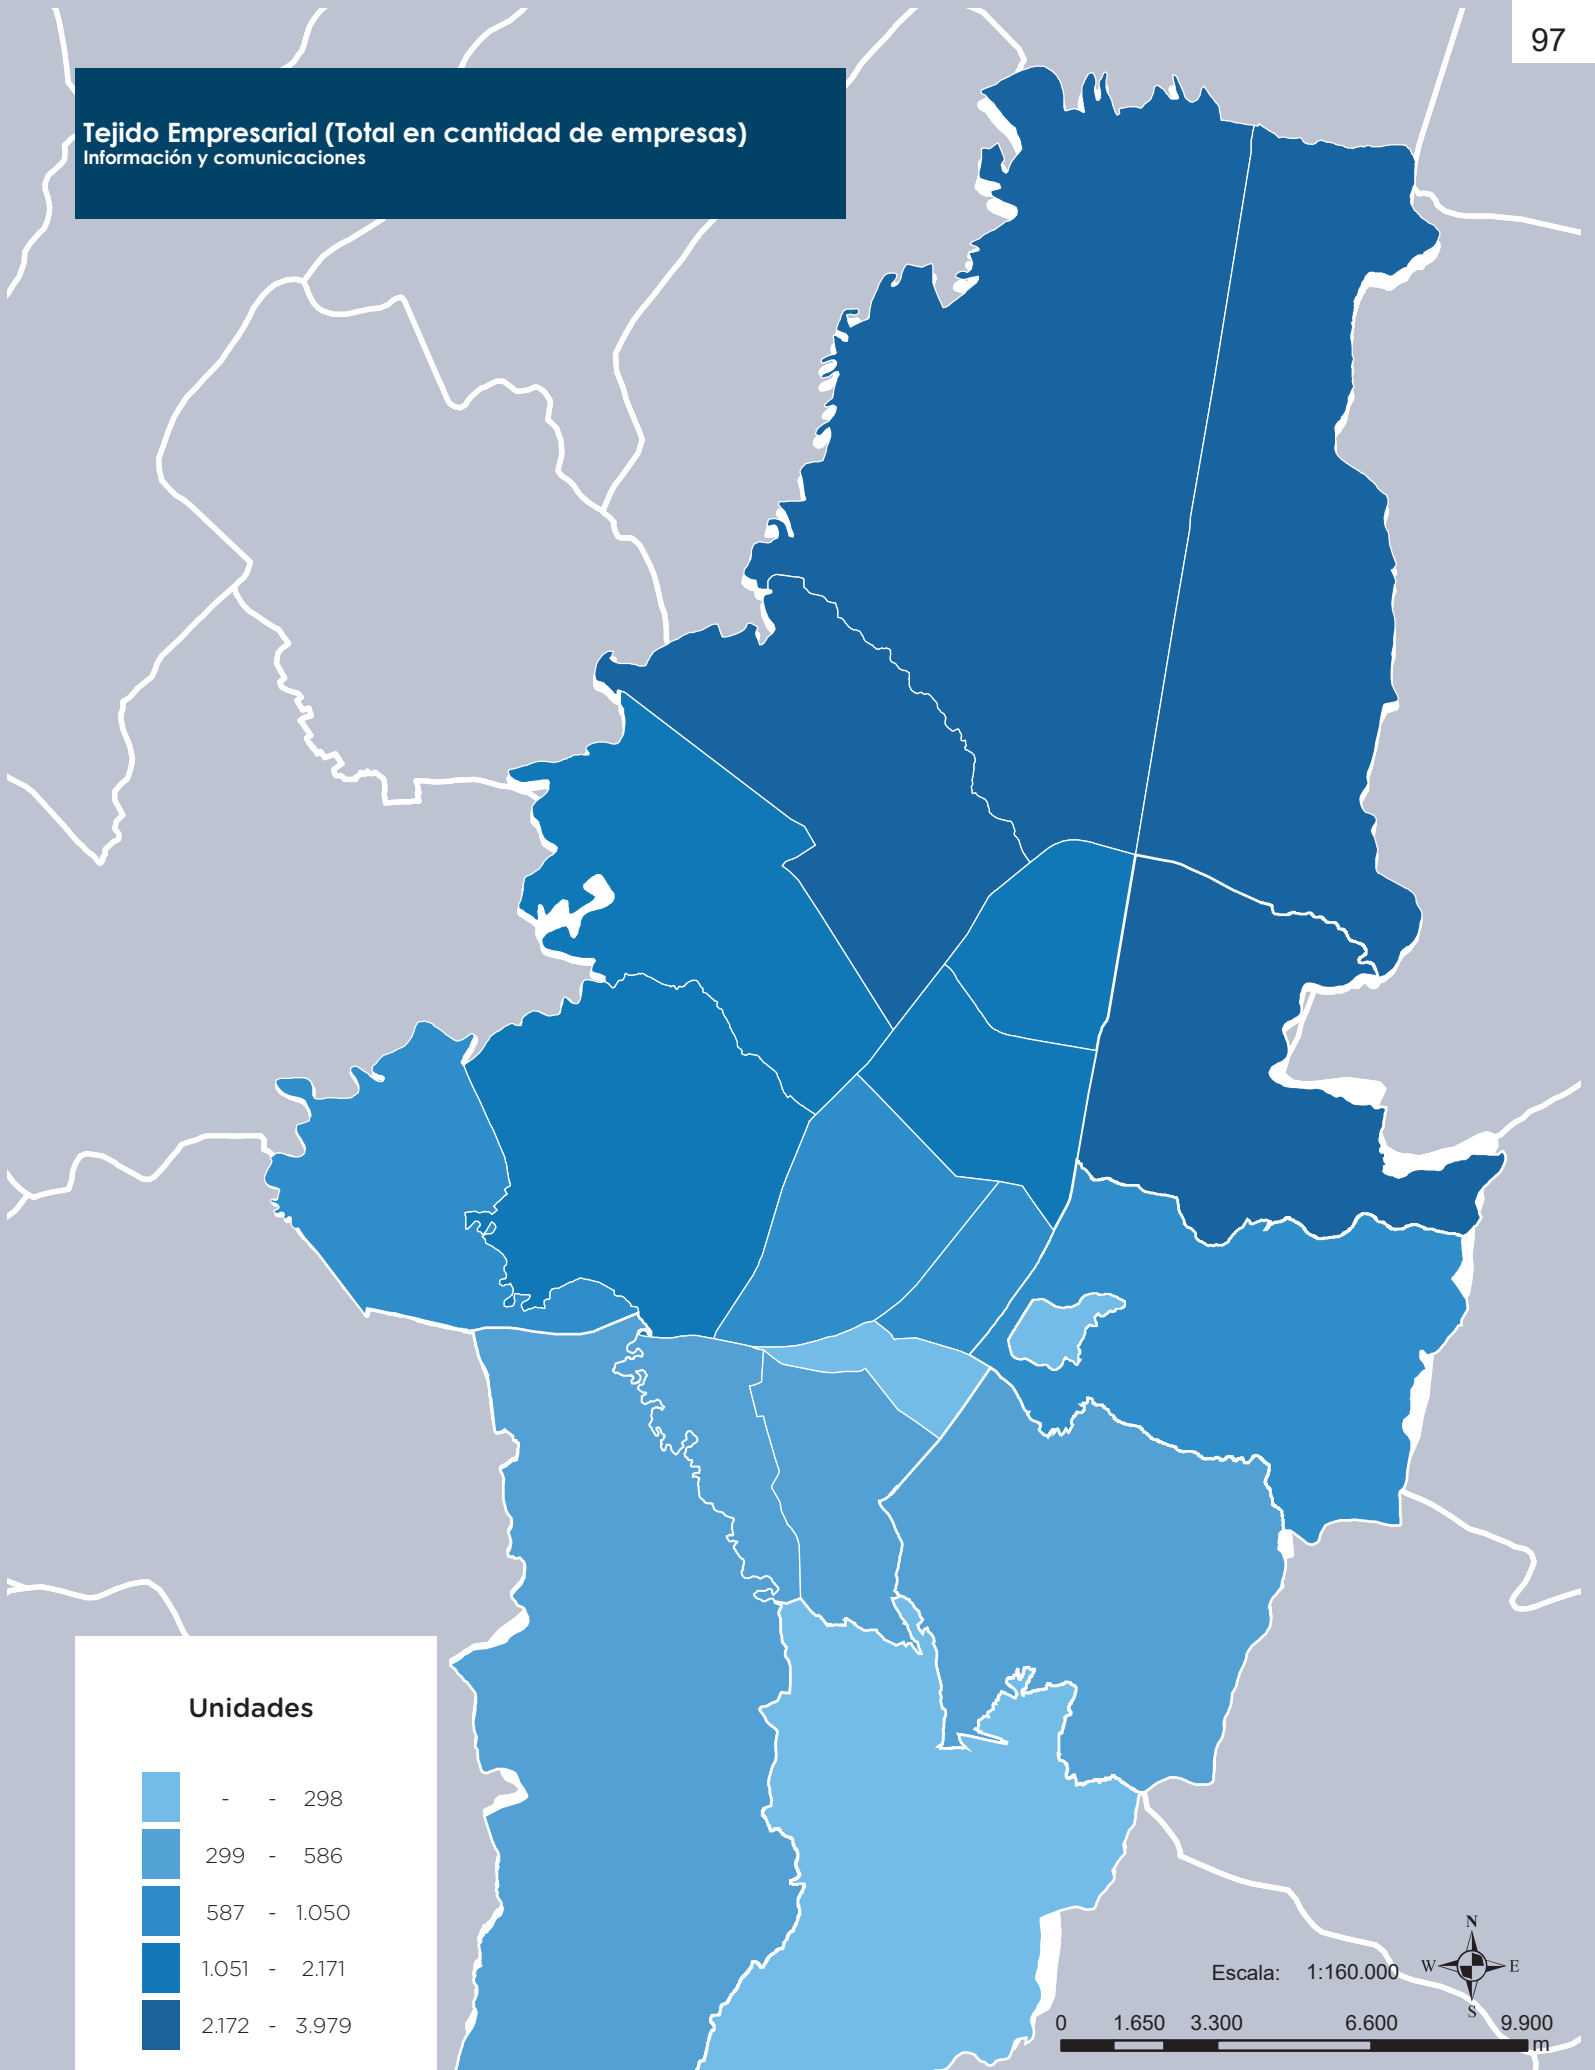 97
Tejido Empresarial (Total en cantidad de empresas)
Información y comunicaciones
Unidades
- - 298
299 - 586
587 - 1.050
1.051 - 2.171
2.172 - 3.979
N
W E
S
Escala: 1:160.000
0 1.650 3.300 6.600 9.900
m